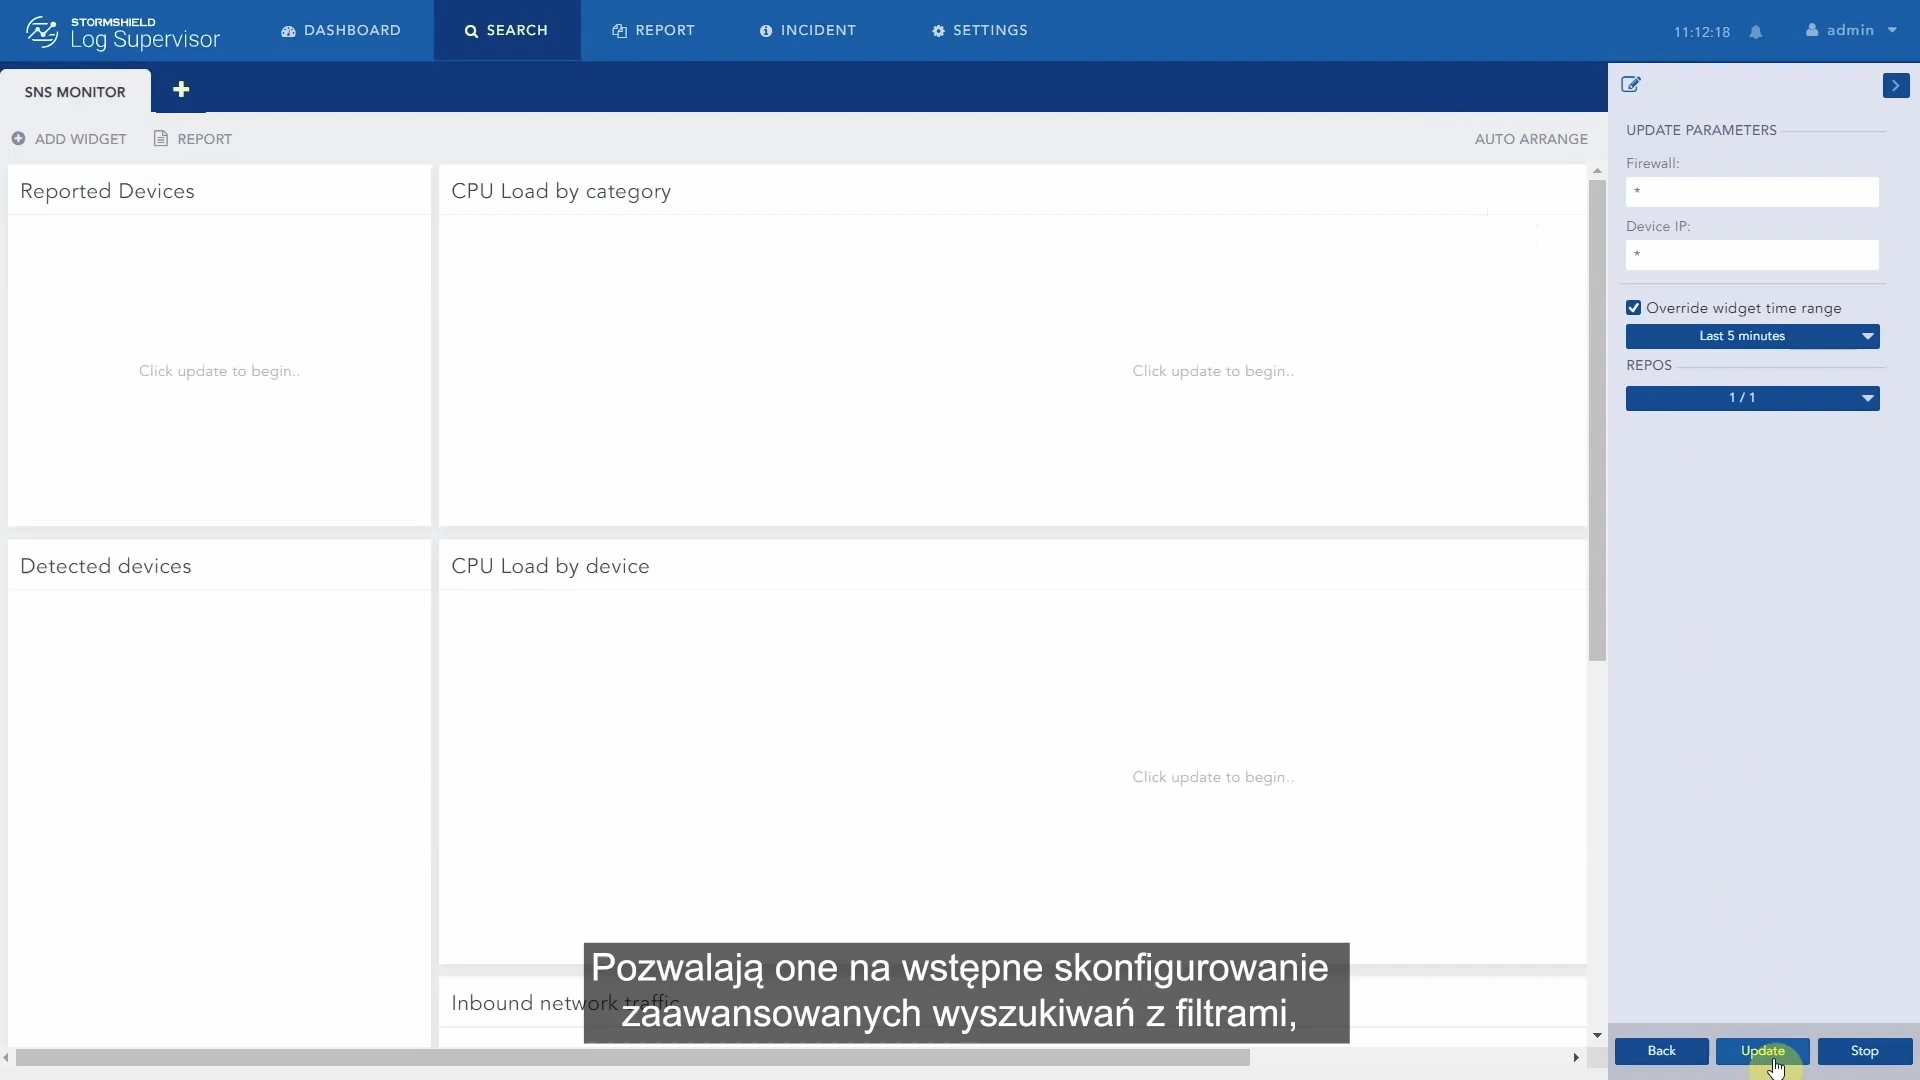 STORMSHIELD
Log Supervisor
DASHBOARD
SEARCH
REPORT
INCIDENT
SETTINGS
11:12:18
admin
SNS MONITOR
ADD WIDGET
REPORT
AUTO ARRANGE
Reported Devices
Click update to begin..
CPU Load by category
Click update to begin..
Detected devices
CPU Load by device
Click update to begin..
Inbound network traffic
UPDATE PARAMETERS
Firewall:
*
Device IP:
*
Override widget time range
Last 5 minutes
REPOS
1 / 1
Back
Update
Stop
Pozwalają one na wstępne skonfigurowanie
zaawansowanych wyszukiwań z filtrami,